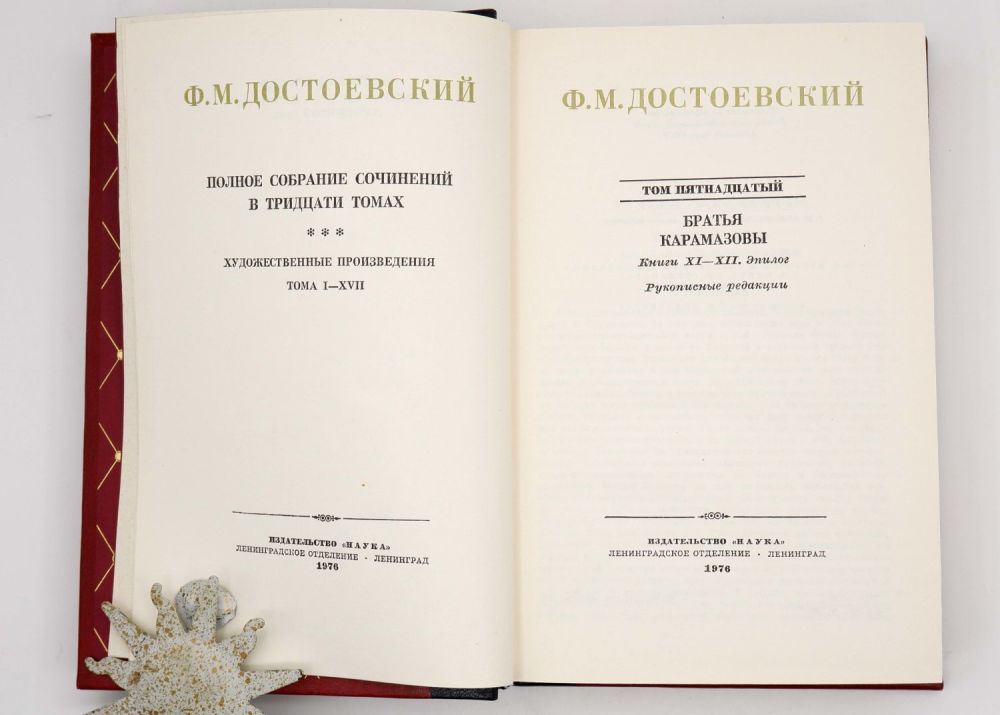 Ф.М.ДОСТОЕВСКИЙ
ПОЛНОЕ СОБРАНИЕ СОЧИНЕНИЙ
В ТРИДЦАТИ ТОМАХ
***
ХУДОЖЕСТВЕННЫЕ ПРОИЗВЕДЕНИЯ
ТОМА I—XVII
ИЗДАТЕЛЬСТВО «НАУКА»
ЛЕНИНГРАДСКОЕ ОТДЕЛЕНИЕ · ЛЕНИНГРАД
1976
Ф.М.ДОСТОЕВСКИЙ
ТОМ ПЯТНАДЦАТЫЙ
БРАТЬЯ
КАРАМАЗОВЫ
Книги XI—XII. Эпилог
Рукописные редакции
ИЗДАТЕЛЬСТВО «НАУКА»
ЛЕНИНГРАДСКОЕ ОТДЕЛЕНИЕ · ЛЕНИНГРАД
1976